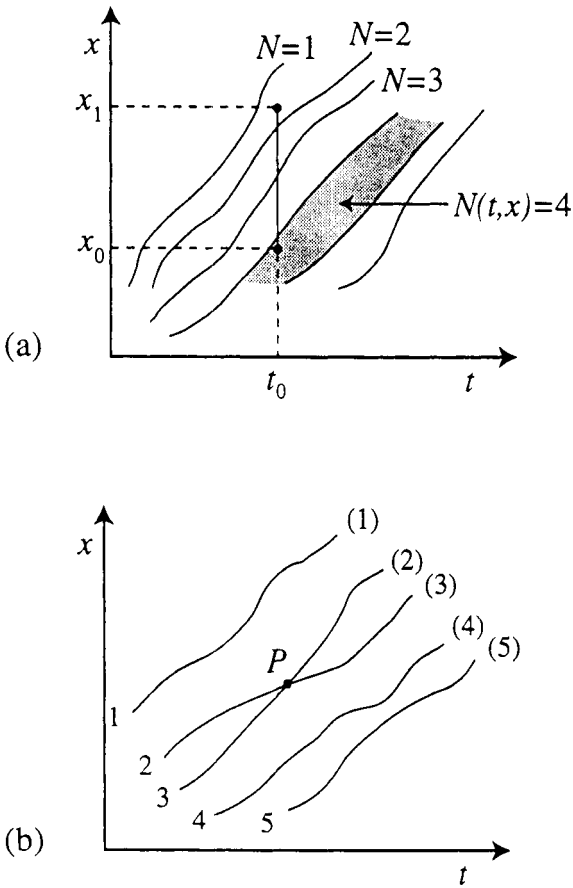 x
N=1
N=2
N=3
x₁
x₀
N(t,x)=4
(a)
t₀
t
x
(1)
(2)
(3)
(4)
(5)
P
1
2
3
4
5
(b)
t